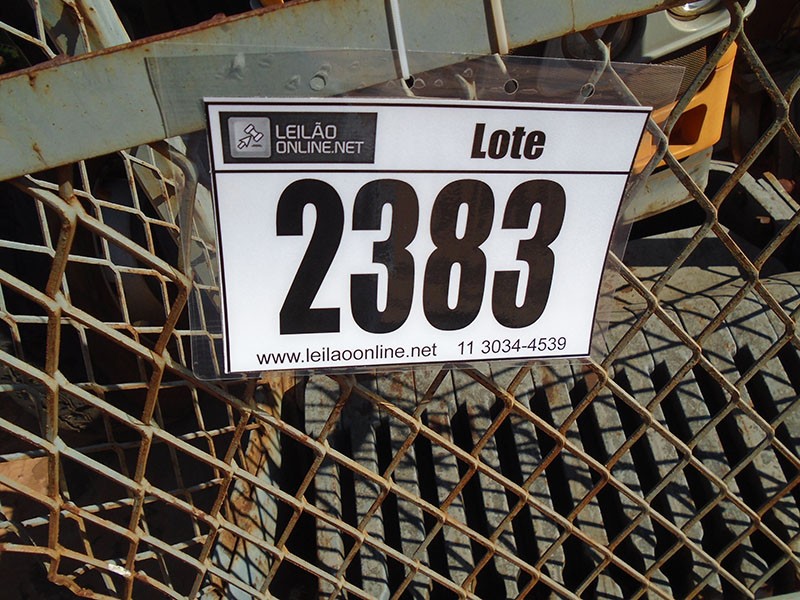 LEILÃO
ONLINE.NET
Lote
2383
www.leilaoonline.net 11 3034-4539